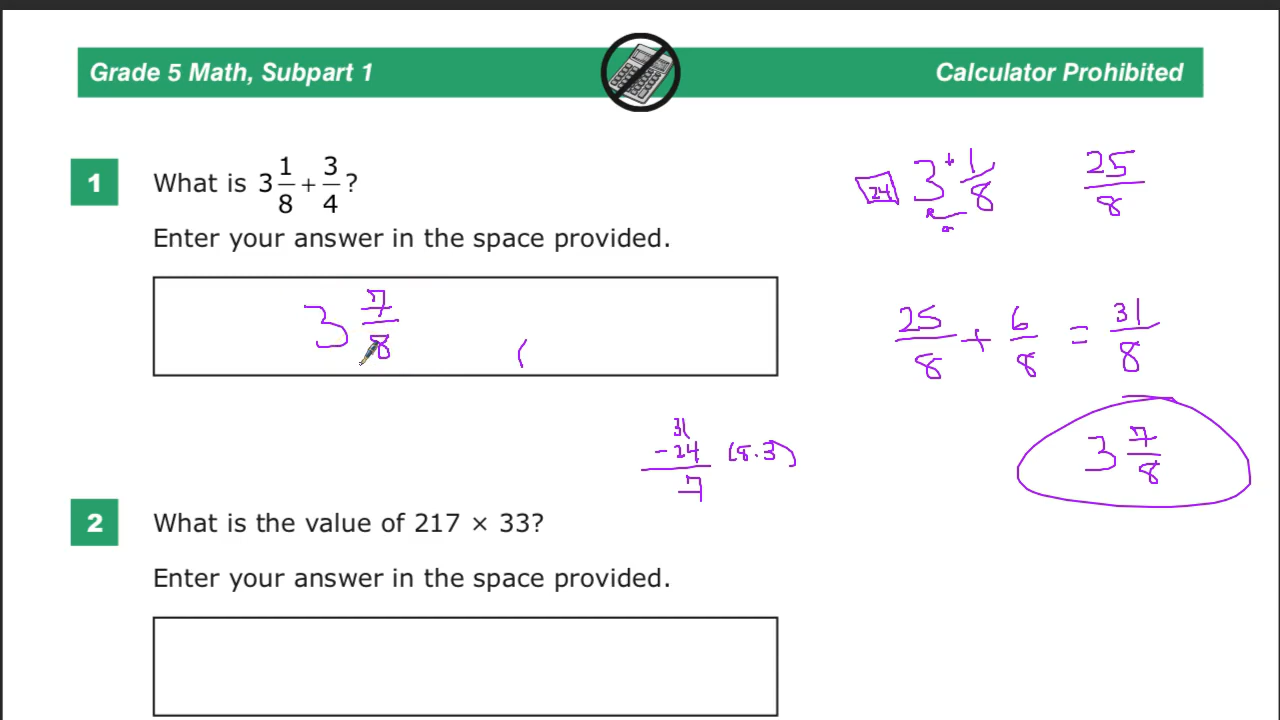 Grade 5 Math, Subpart 1
Calculator Prohibited
1
What is 3 1/8 + 3/4?
Enter your answer in the space provided.
3 7/8
(
24
3 + 1/8
25/8
25/8 + 6/8 = 31/8
3 7/8
31
- 24 (8·3)
7
2
What is the value of 217 × 33?
Enter your answer in the space provided.